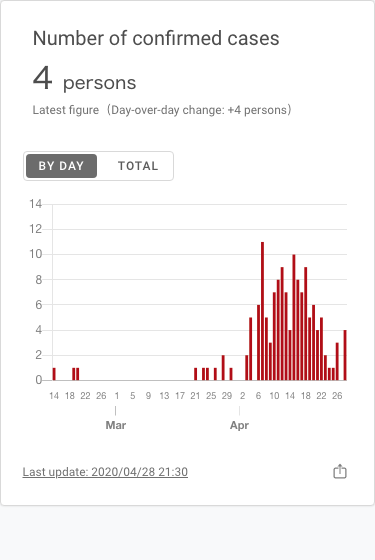 Number of confirmed cases
4 persons
Latest figure（Day-over-day change: +4 persons）
BY DAY TOTAL
14
12
10
8
6
4
2
0
14 18 22 26 1 5 9 13 17 21 25 29 2 6 10 14 18 22 26
Mar Apr
Last update: 2020/04/28 21:30